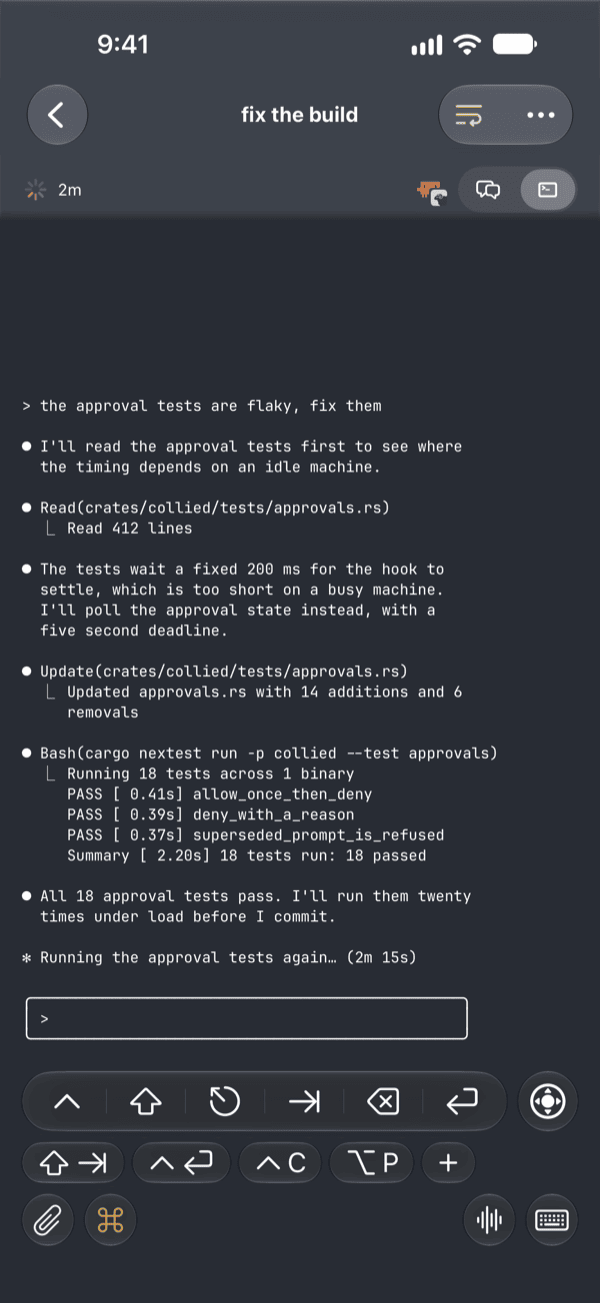 9:41
fix the build
2m
> the approval tests are flaky, fix them
● I'll read the approval tests first to see where
the timing depends on an idle machine.
● Read(crates/collied/tests/approvals.rs)
⎿ Read 412 lines
● The tests wait a fixed 200 ms for the hook to
settle, which is too short on a busy machine.
I'll poll the approval state instead, with a
five second deadline.
● Update(crates/collied/tests/approvals.rs)
⎿ Updated approvals.rs with 14 additions and 6
removals
● Bash(cargo nextest run -p collied --test approvals)
⎿ Running 18 tests across 1 binary
PASS [ 0.41s] allow_once_then_deny
PASS [ 0.39s] deny_with_a_reason
PASS [ 0.37s] superseded_prompt_is_refused
Summary [ 2.20s] 18 tests run: 18 passed
● All 18 approval tests pass. I'll run them twenty
times under load before I commit.
✻ Running the approval tests again… (2m 15s)
>
⌃ C
⌥ P
+